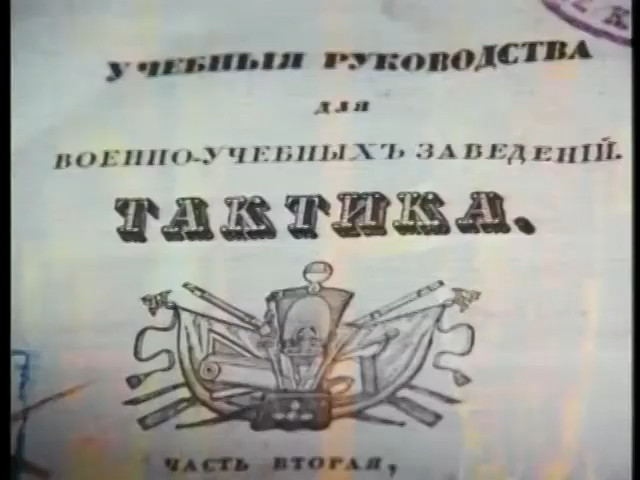 УЧЕБНЫЯ РУКОВОДСТВА
для
ВОЕННО-УЧЕБНЫХЪ ЗАВЕДЕНІЙ.
ТАКТИКА.
ЧАСТЬ ВТОРАЯ,